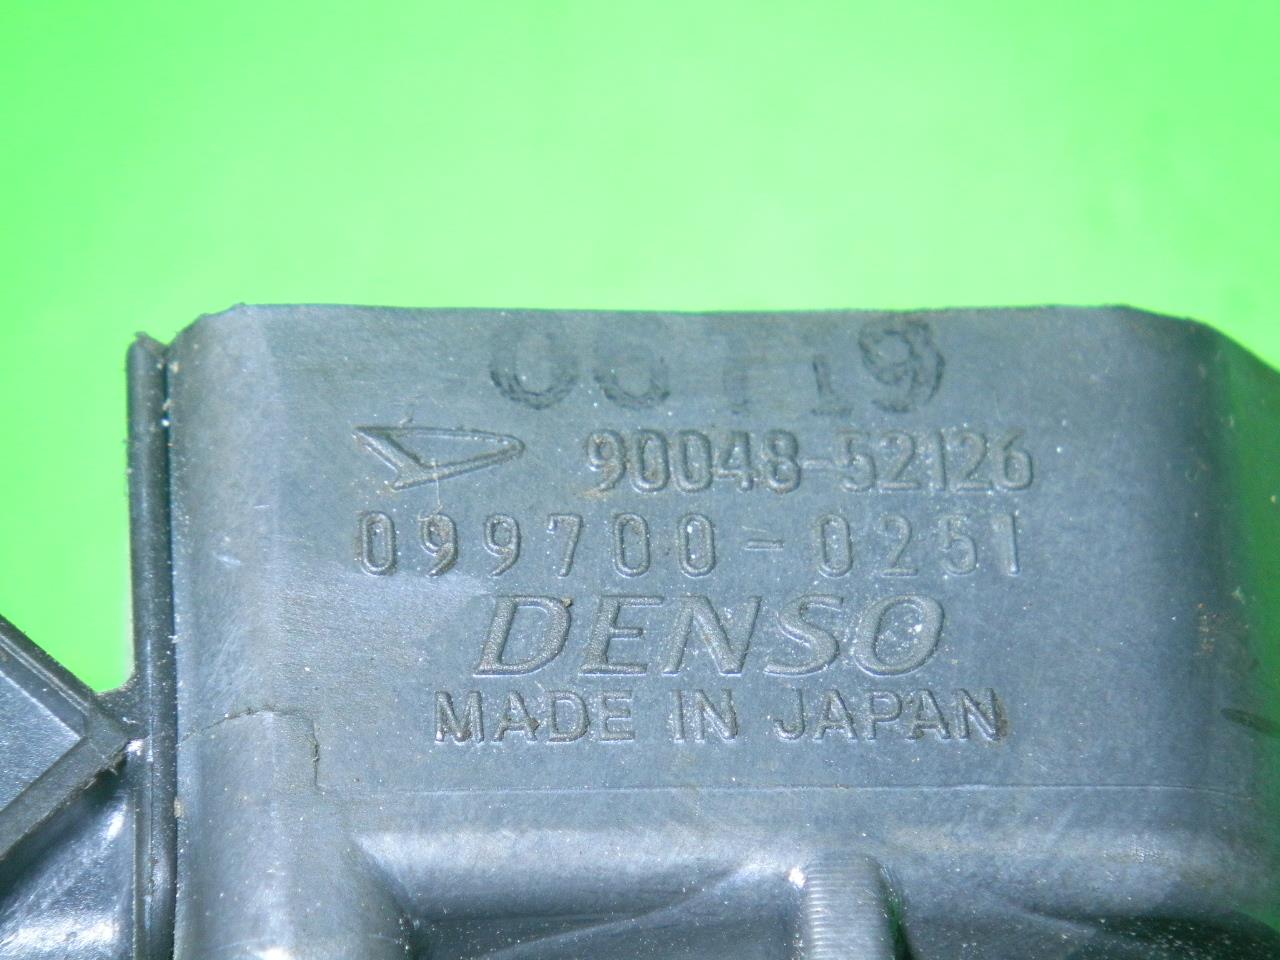 90048-52126
099700-0251
DENSO
MADE IN JAPAN